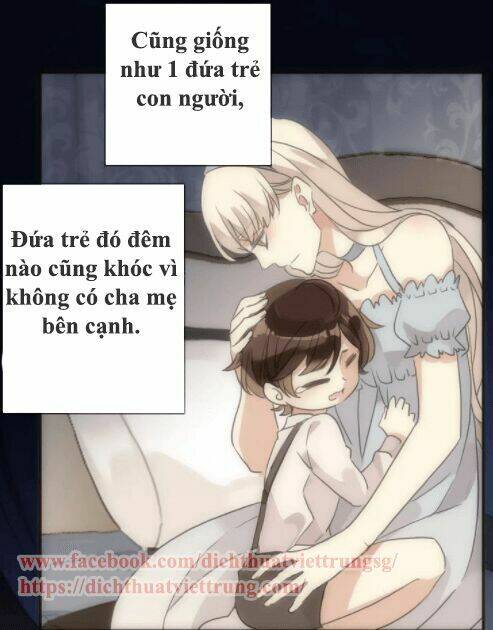 Cũng giống
như 1 đứa trẻ
con người,
Đứa trẻ đó đêm
nào cũng khóc vì
không có cha mẹ
bên cạnh.
www.facebook.com/dichthuatviettrungsg/
https://dichthuatviettrung.com/